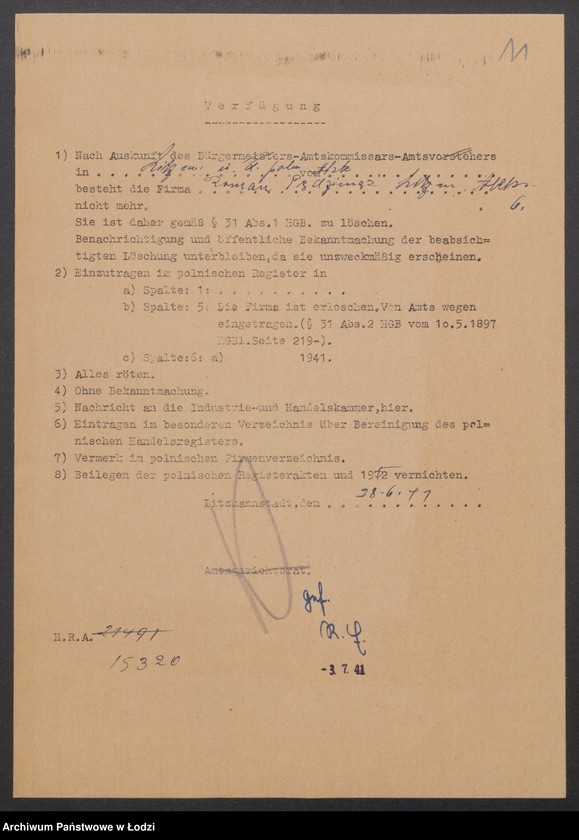 11
Verfügung
1) Nach Auskunft des Bürgermeisters-Amtskommissars-Amtsvorstehers
in . . . . . . . . . . . . . . . . . vom
besteht die Firma Roman
nicht mehr. 6.
Sie ist daher gemäß § 31 Abs.1 HGB. zu löschen.
Benachrichtigung und öffentliche Bekanntmachung der beabsich=
tigten Löschung unterbleiben,da sie unzweckmäßig erscheinen.
2) Einzutragen im polnischen Register in
a) Spalte: 1: . . . . . . . . . . .
b) Spalte: 5: Die Firma ist erloschen.Von Amts wegen
eingetragen.(§ 31 Abs.2 HGB vom 10.5.1897
RGBl.Seite 219-).
c) Spalte:6: a) 1941.
3) Alles röten.
4) Ohne Bekanntmachung.
5) Nachricht an die Industrie-und Handelskammer,hier.
6) Eintragen im besonderen Verzeichnis über Bereinigung des pol=
nischen Handelsregisters.
7) Vermerk im polnischen Firmenverzeichnis.
8) Beilegen der polnischen Registerakten und 1972 vernichten.
Litzmannstadt,den 28.6.41
Amtsgerichtsrat.
gef.
H.R.A. 21491
15320
-3.7.41
Archiwum Państwowe w Łodzi